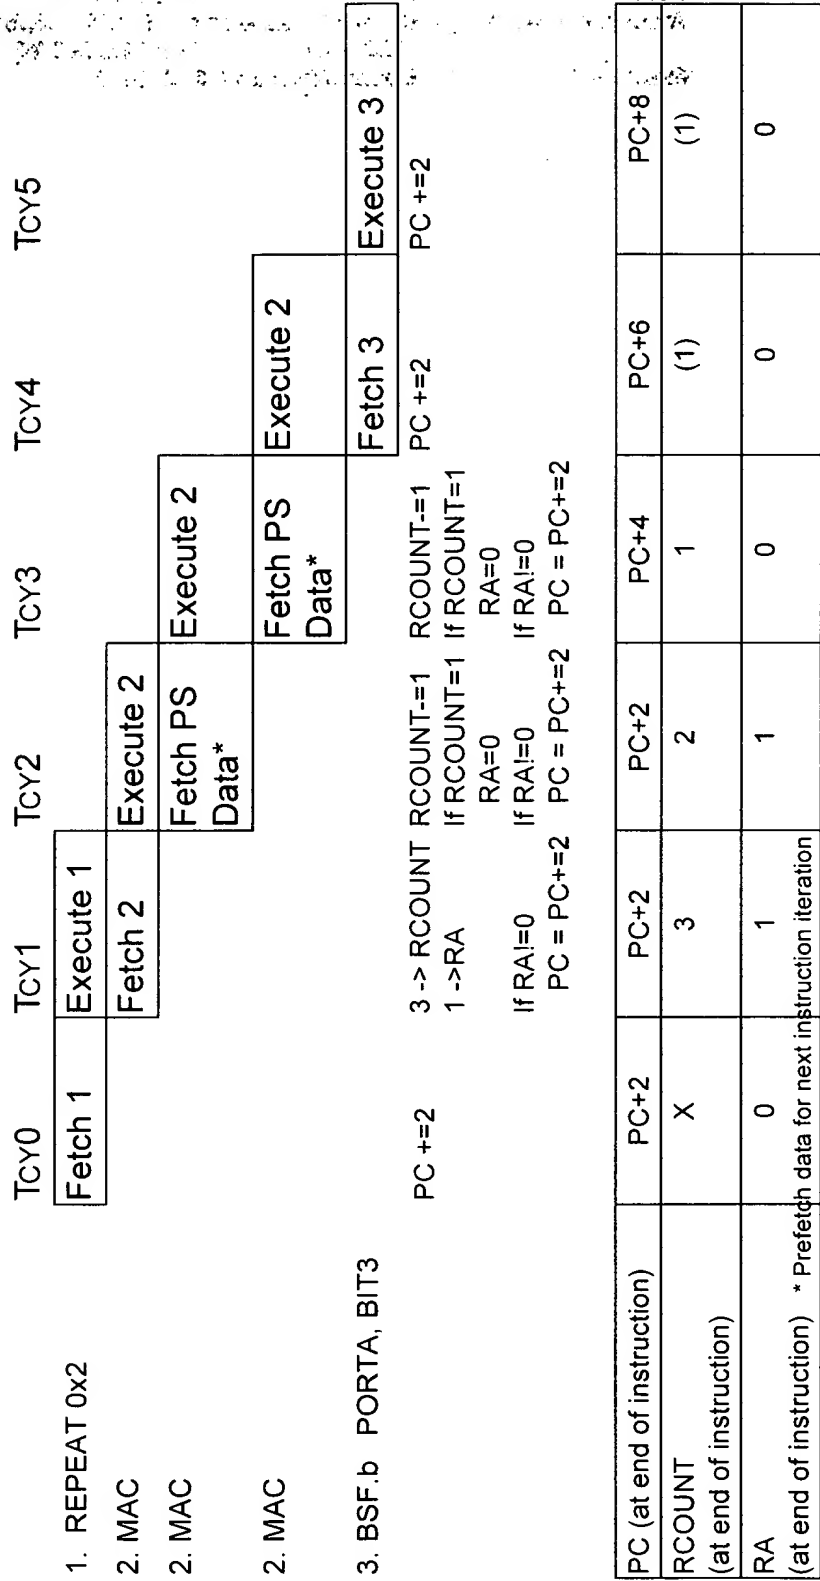 TCY0 TCY1 TCY2 TCY3 TCY4 TCY5
1. REPEAT 0x2 Fetch 1 Execute 1
2. MAC Fetch 2 Execute 2
2. MAC Fetch PS Execute 2
Data*
2. MAC Fetch PS Execute 2
Data*
3. BSF.b PORTA, BIT3 Fetch 3 Execute 3
PC +=2 3 -> RCOUNT RCOUNT-=1 RCOUNT-=1 PC +=2 PC +=2
1 ->RA If RCOUNT=1 If RCOUNT=1
RA=0 RA=0
If RA!=0 If RA!=0 If RA!=0
PC = PC+=2 PC = PC+=2 PC = PC+=2
PC (at end of instruction) PC+2 PC+2 PC+2 PC+4 PC+6 PC+8
RCOUNT X 3 2 1 (1) (1)
(at end of instruction)
RA 0 1 1 0 0 0
(at end of instruction) * Prefetch data for next instruction iteration